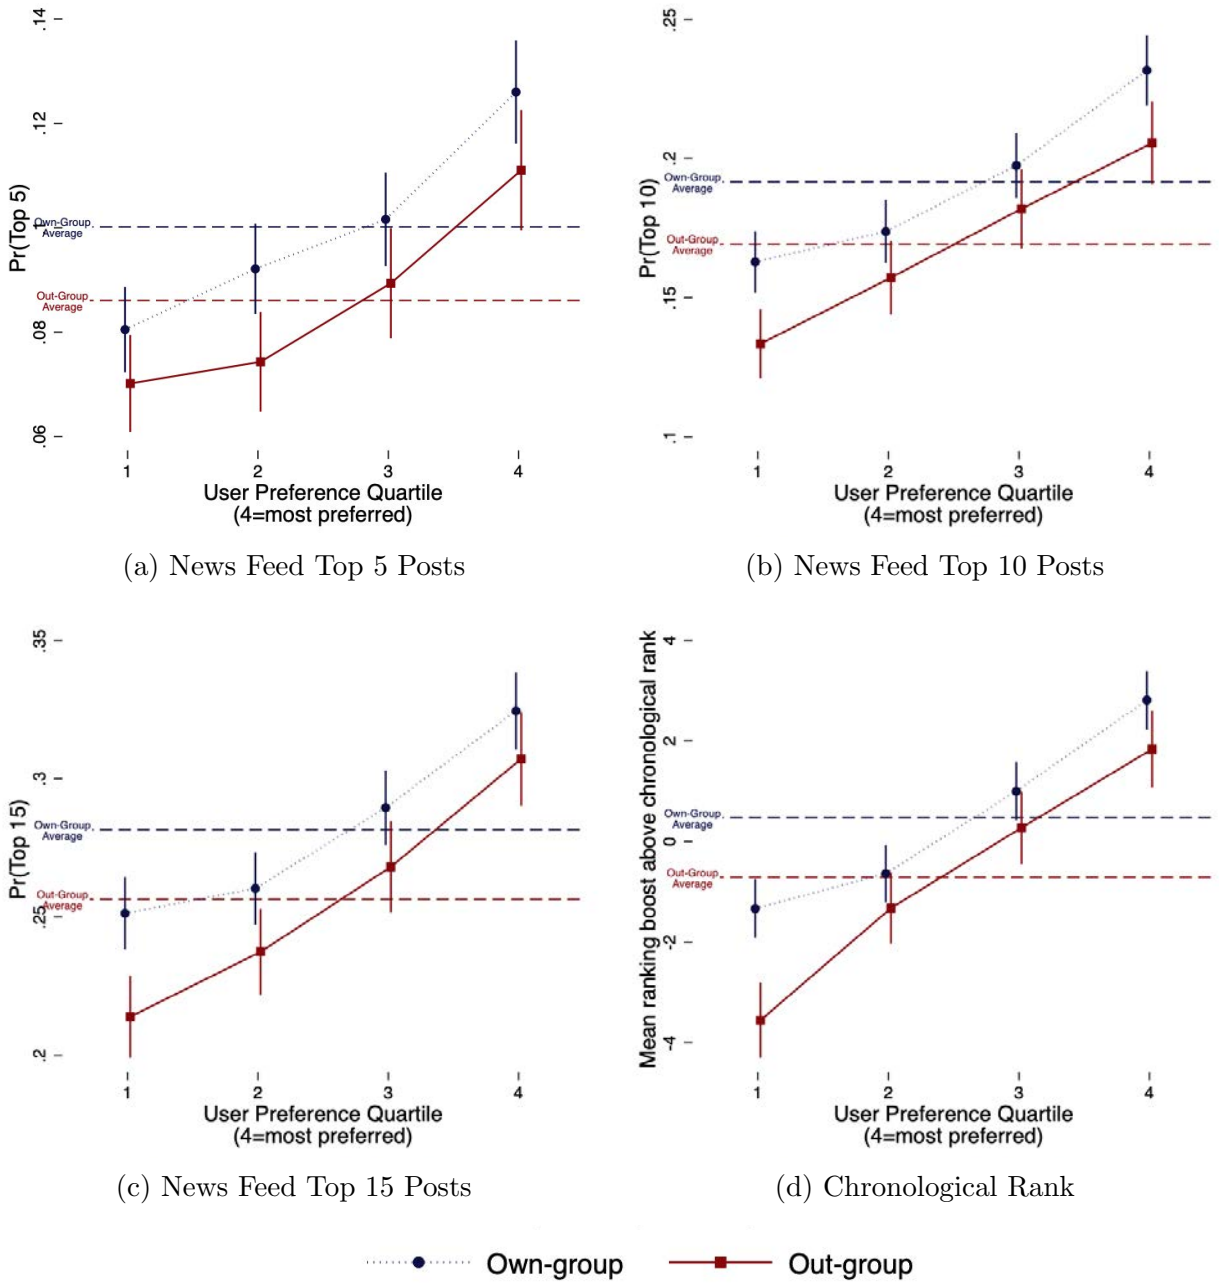 .14
.12
.1
.08
.06
Pr(Top 5)
Own-Group
Average
Out-Group
Average
1 2 3 4
User Preference Quartile
(4=most preferred)
(a) News Feed Top 5 Posts
.25
.2
.15
.1
Pr(Top 10)
Own-Group
Average
Out-Group
Average
1 2 3 4
User Preference Quartile
(4=most preferred)
(b) News Feed Top 10 Posts
.35
.3
.25
.2
Pr(Top 15)
Own-Group
Average
Out-Group
Average
1 2 3 4
User Preference Quartile
(4=most preferred)
(c) News Feed Top 15 Posts
4
2
0
-2
-4
Mean ranking boost above chronological rank
Own-Group
Average
Out-Group
Average
1 2 3 4
User Preference Quartile
(4=most preferred)
(d) Chronological Rank
Own-group Out-group